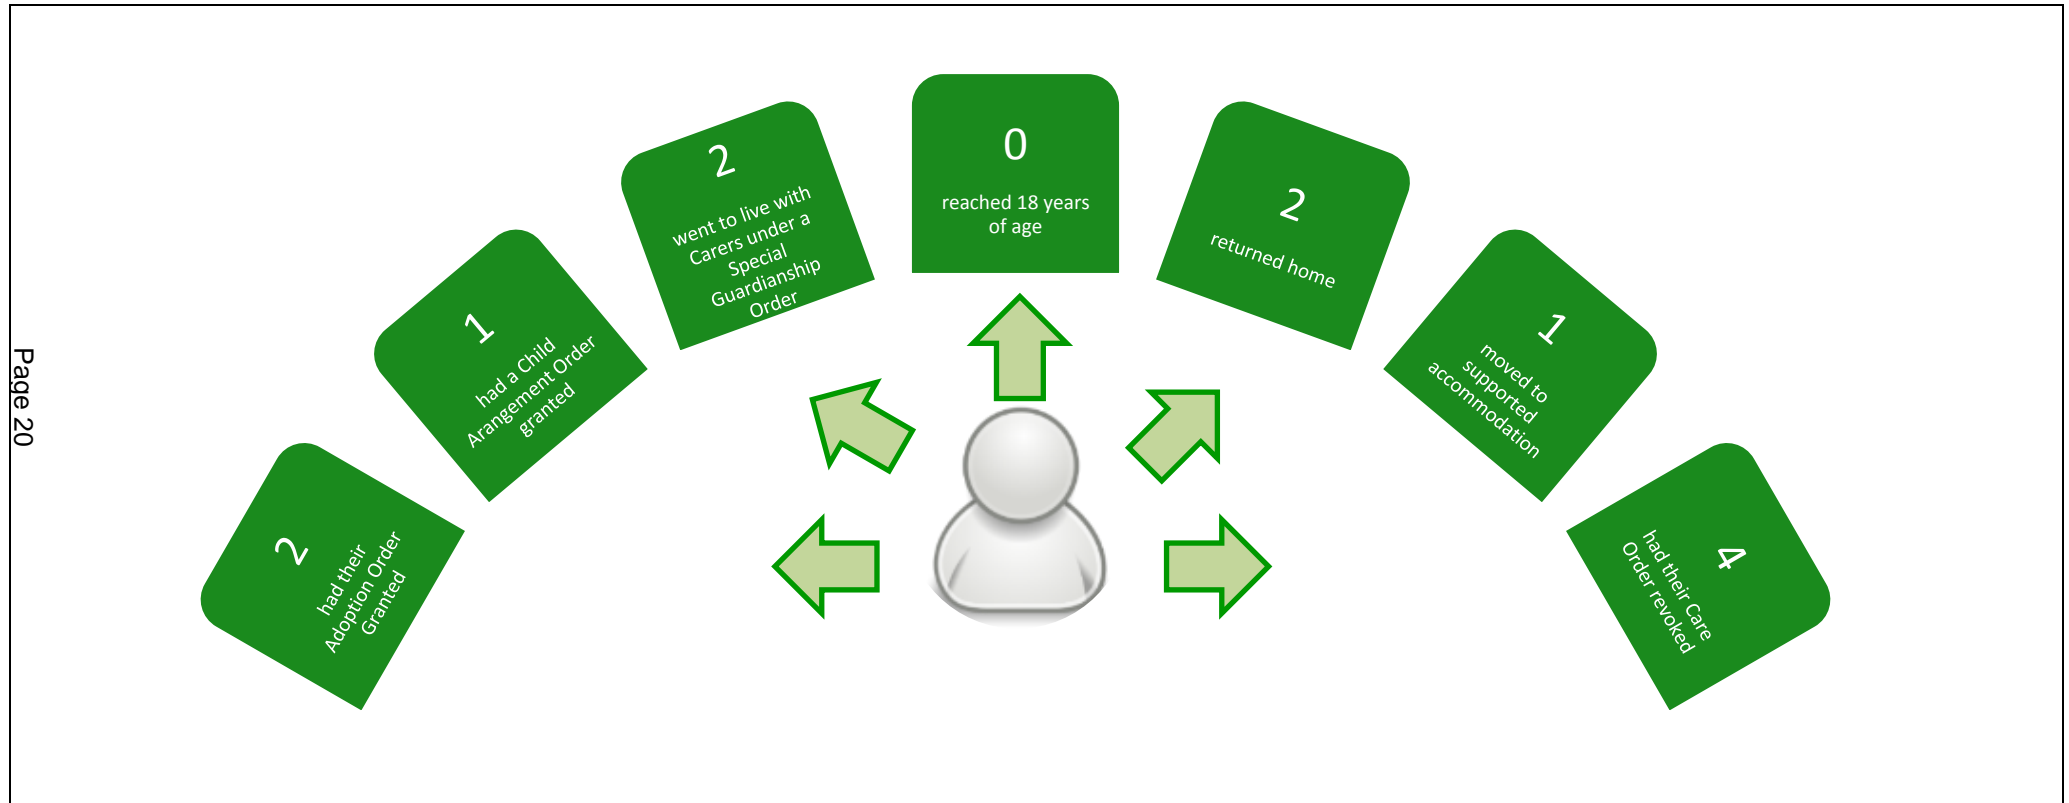 Page 20
2
had their
Adoption Order
Granted
1
had a Child
Arangement Order
granted
2
went to live with
Carers under a
Special
Guardianship
Order
0
reached 18 years
of age
2
returned home
1
moved to
supported
accommodation
4
had their Care
Order revoked